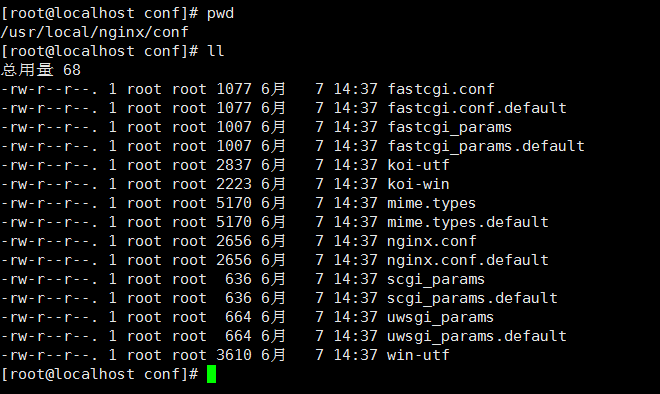 [root@localhost conf]# pwd
/usr/local/nginx/conf
[root@localhost conf]# ll
总用量 68
-rw-r--r--. 1 root root 1077 6月   7 14:37 fastcgi.conf
-rw-r--r--. 1 root root 1077 6月   7 14:37 fastcgi.conf.default
-rw-r--r--. 1 root root 1007 6月   7 14:37 fastcgi_params
-rw-r--r--. 1 root root 1007 6月   7 14:37 fastcgi_params.default
-rw-r--r--. 1 root root 2837 6月   7 14:37 koi-utf
-rw-r--r--. 1 root root 2223 6月   7 14:37 koi-win
-rw-r--r--. 1 root root 5170 6月   7 14:37 mime.types
-rw-r--r--. 1 root root 5170 6月   7 14:37 mime.types.default
-rw-r--r--. 1 root root 2656 6月   7 14:37 nginx.conf
-rw-r--r--. 1 root root 2656 6月   7 14:37 nginx.conf.default
-rw-r--r--. 1 root root  636 6月   7 14:37 scgi_params
-rw-r--r--. 1 root root  636 6月   7 14:37 scgi_params.default
-rw-r--r--. 1 root root  664 6月   7 14:37 uwsgi_params
-rw-r--r--. 1 root root  664 6月   7 14:37 uwsgi_params.default
-rw-r--r--. 1 root root 3610 6月   7 14:37 win-utf
[root@localhost conf]#